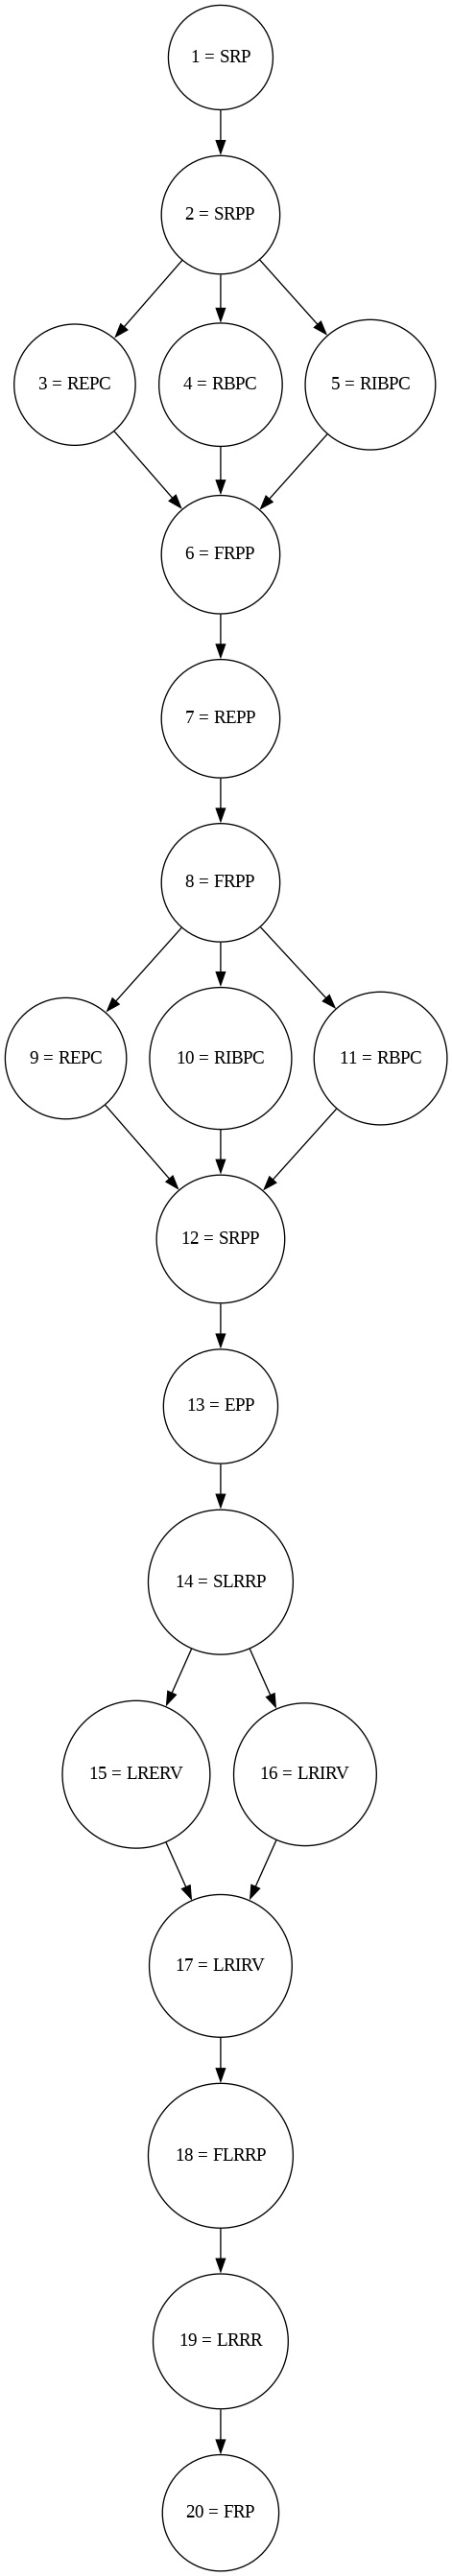 1 = SRP
2 = SRPP
3 = REPC
4 = RBPC
5 = RIBPC
6 = FRPP
7 = REPP
8 = FRPP
9 = REPC
10 = RIBPC
11 = RBPC
12 = SRPP
13 = EPP
14 = SLRRP
15 = LRERV
16 = LRIRV
17 = LRIRV
18 = FLRRP
19 = LRRR
20 = FRP